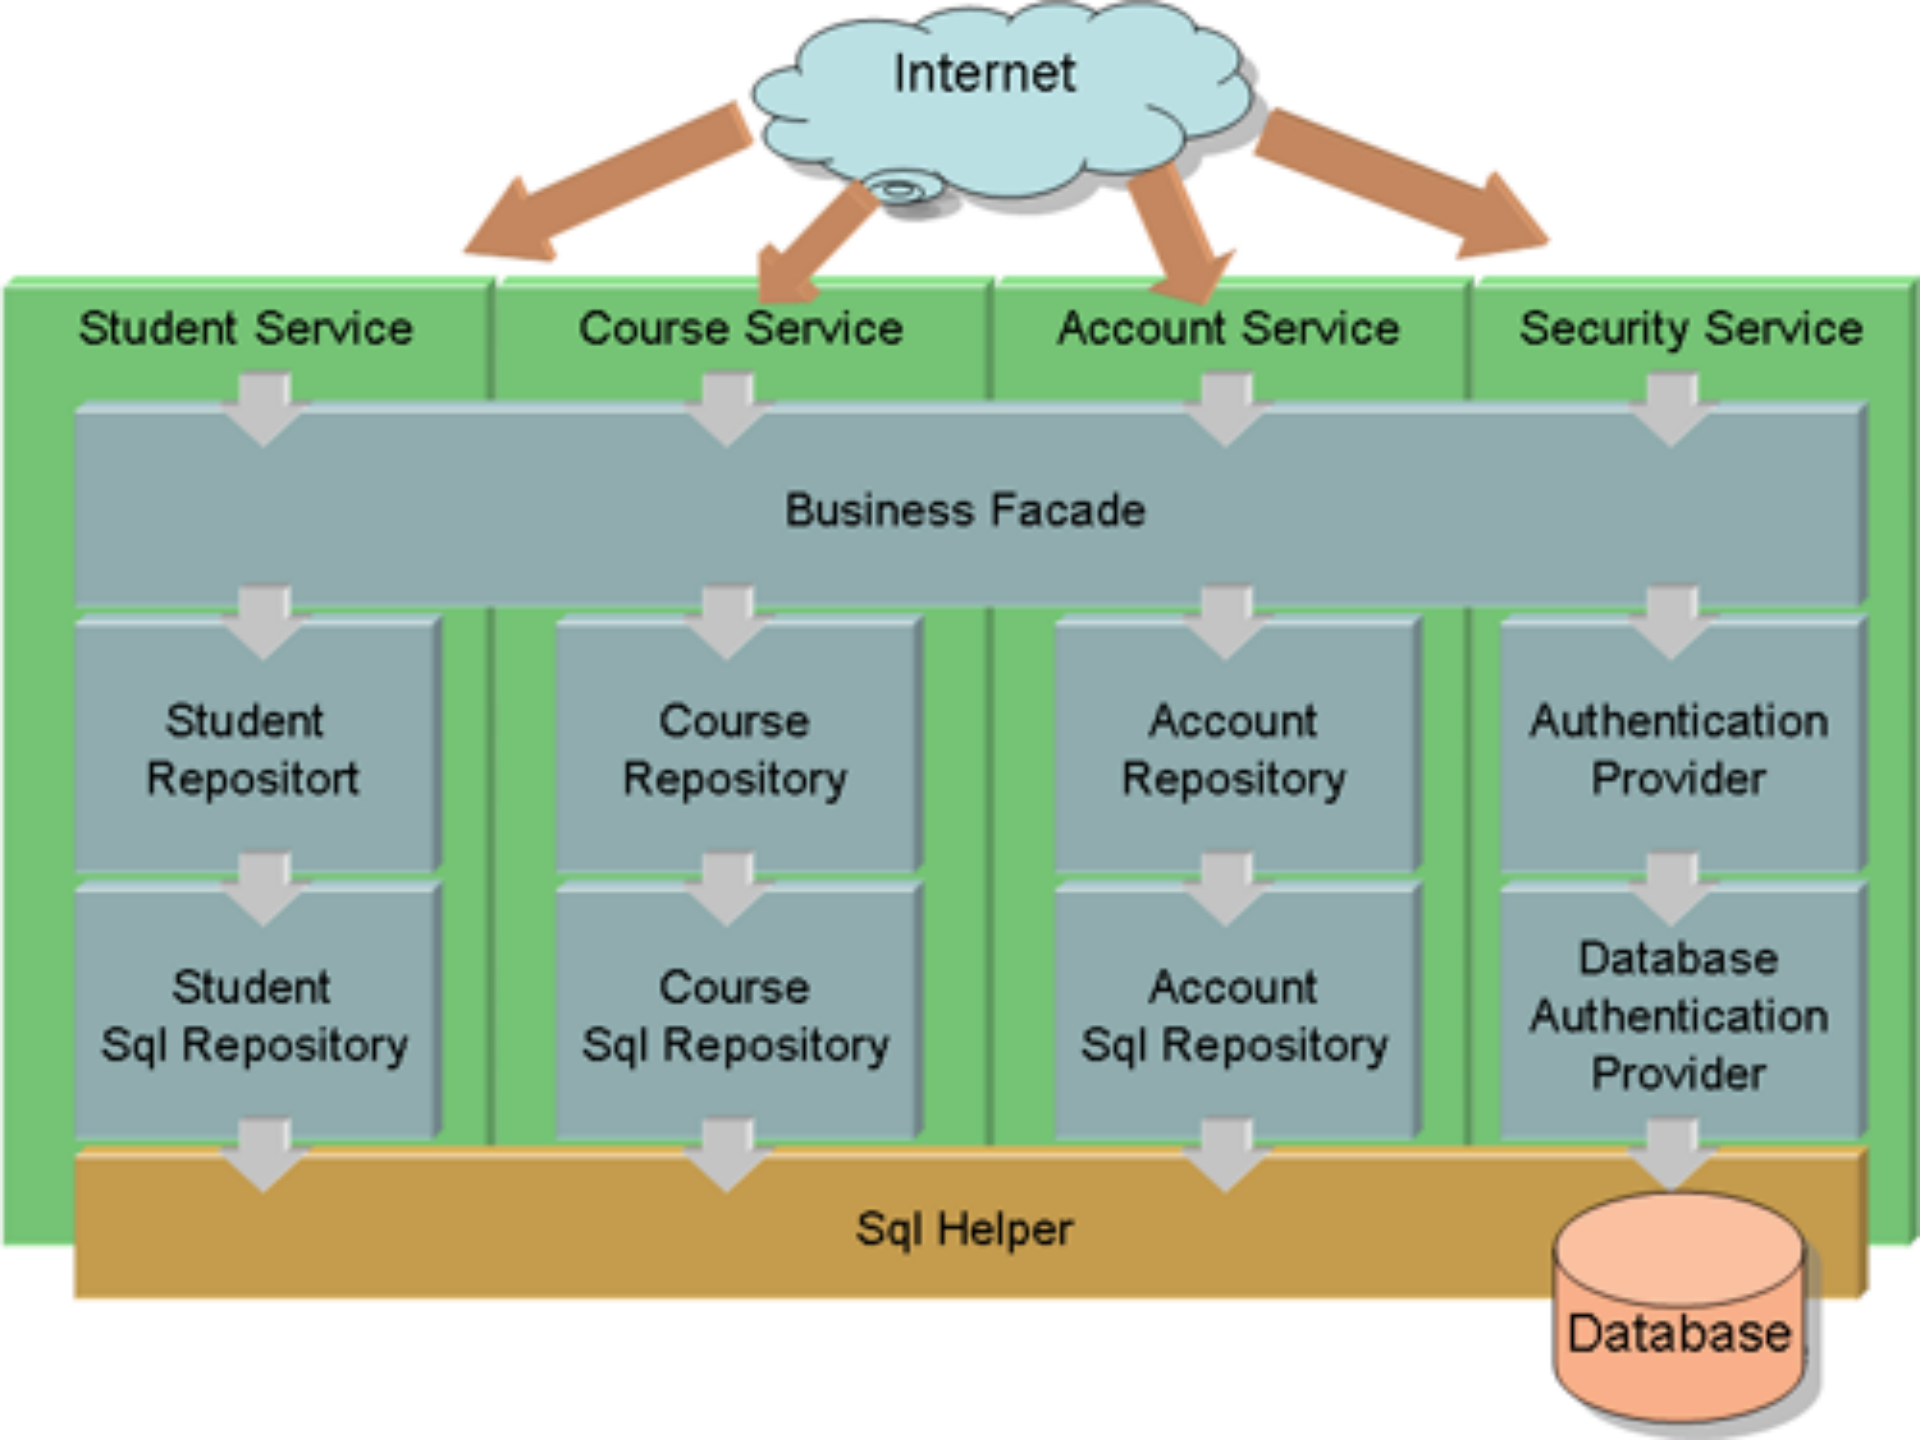 Internet
Student Service
Course Service
Account Service
Security Service
Business Facade
Student
Repositort
Course
Repository
Account
Repository
Authentication
Provider
Student
Sql Repository
Course
Sql Repository
Account
Sql Repository
Database
Authentication
Provider
Sql Helper
Database